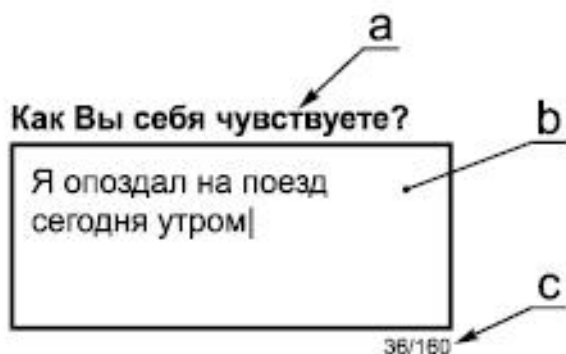 a
Как Вы себя чувствуете?
b
Я опоздал на поезд
сегодня утром
c
36/160